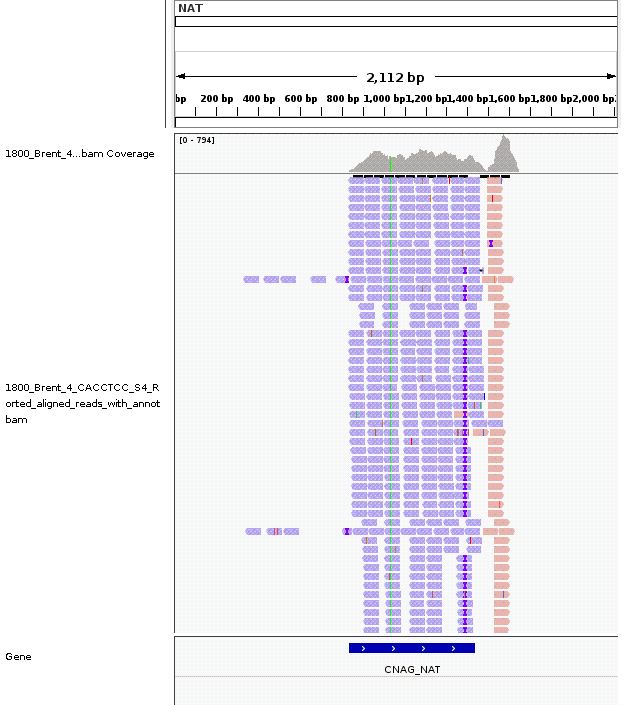 NAT
2,112 bp
bp 200 bp 400 bp 600 bp 800 bp 1,000 bp 1,200 bp 1,400 bp 1,600 bp 1,800 bp 2,000 bp
[0 - 794]
1800_Brent_4...bam Coverage
1800_Brent_4_CACCTCC_S4_R
orted_aligned_reads_with_annot
bam
Gene
CNAG_NAT